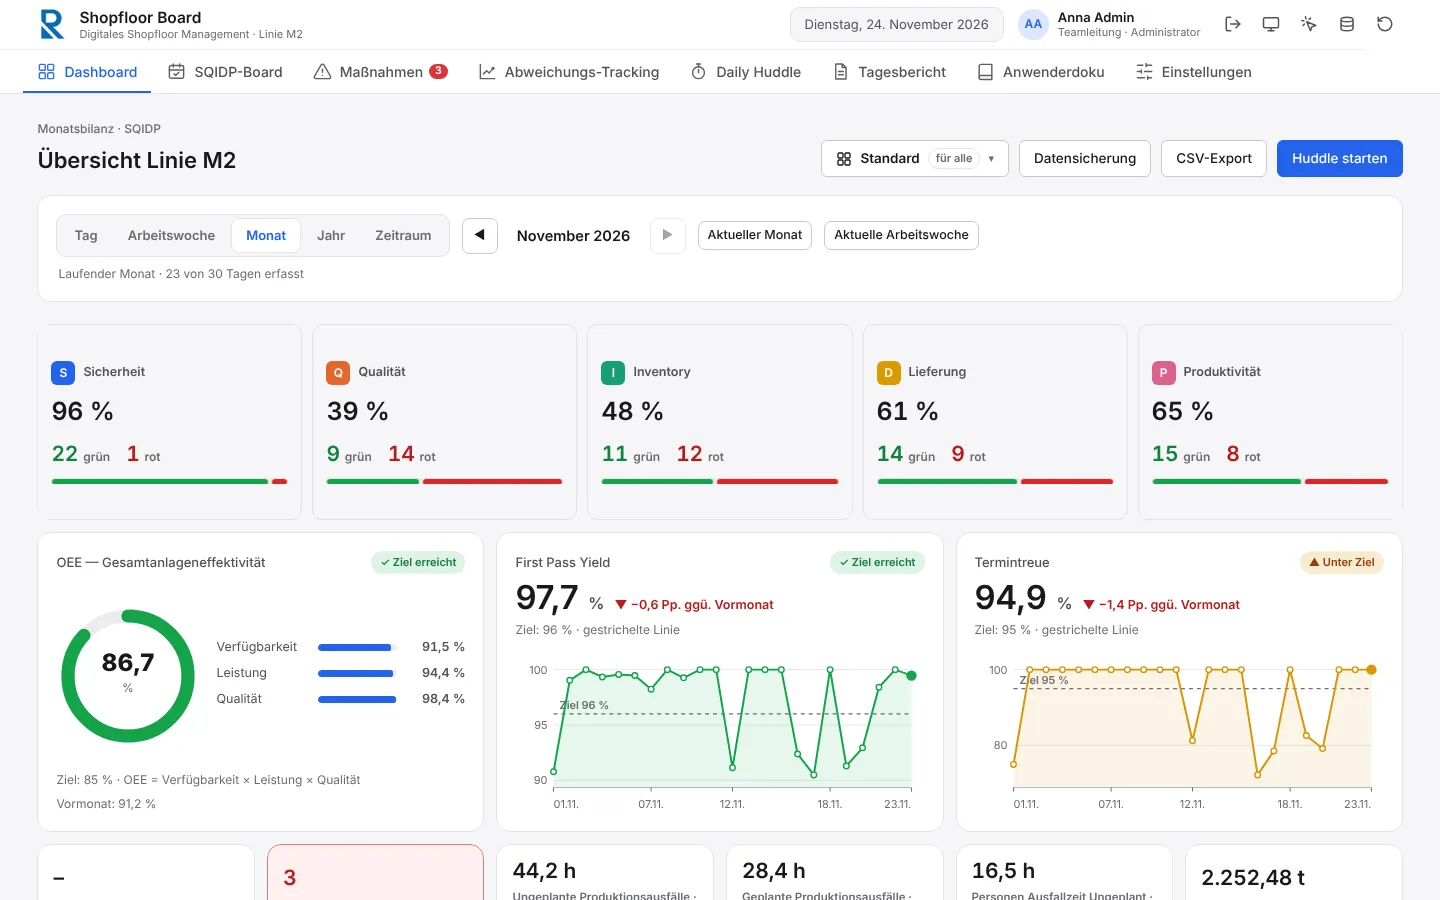 Shopfloor Board
Digitales Shopfloor Management · Linie M2
Dienstag, 24. November 2026
AA
Anna Admin
Teamleitung · Administrator
Dashboard
SQIDP-Board
Maßnahmen 3
Abweichungs-Tracking
Daily Huddle
Tagesbericht
Anwenderdoku
Einstellungen
Monatsbilanz · SQIDP
Übersicht Linie M2
Standard für alle ▾
Datensicherung
CSV-Export
Huddle starten
Tag
Arbeitswoche
Monat
Jahr
Zeitraum
◀
November 2026
▶
Aktueller Monat
Aktuelle Arbeitswoche
Laufender Monat · 23 von 30 Tagen erfasst
S Sicherheit
96 %
22 grün 1 rot
Q Qualität
39 %
9 grün 14 rot
I Inventory
48 %
11 grün 12 rot
D Lieferung
61 %
14 grün 9 rot
P Produktivität
65 %
15 grün 8 rot
OEE — Gesamtanlageneffektivität
✓ Ziel erreicht
86,7
%
Verfügbarkeit 91,5 %
Leistung 94,4 %
Qualität 98,4 %
Ziel: 85 % · OEE = Verfügbarkeit × Leistung × Qualität
Vormonat: 91,2 %
First Pass Yield
✓ Ziel erreicht
97,7 % ▼ −0,6 Pp. ggü. Vormonat
Ziel: 96 % · gestrichelte Linie
100
Ziel 96 %
95
90
01.11. 07.11. 12.11. 18.11. 23.11.
Termintreue
▲ Unter Ziel
94,9 % ▼ −1,4 Pp. ggü. Vormonat
Ziel: 95 % · gestrichelte Linie
100
Ziel 95 %
80
01.11. 07.11. 12.11. 18.11. 23.11.
–
3
44,2 h
Ungeplante Produktionsausfälle ·
28,4 h
Geplante Produktionsausfälle ·
16,5 h
Personen Ausfallzeit Ungeplant ·
2.252,48 t